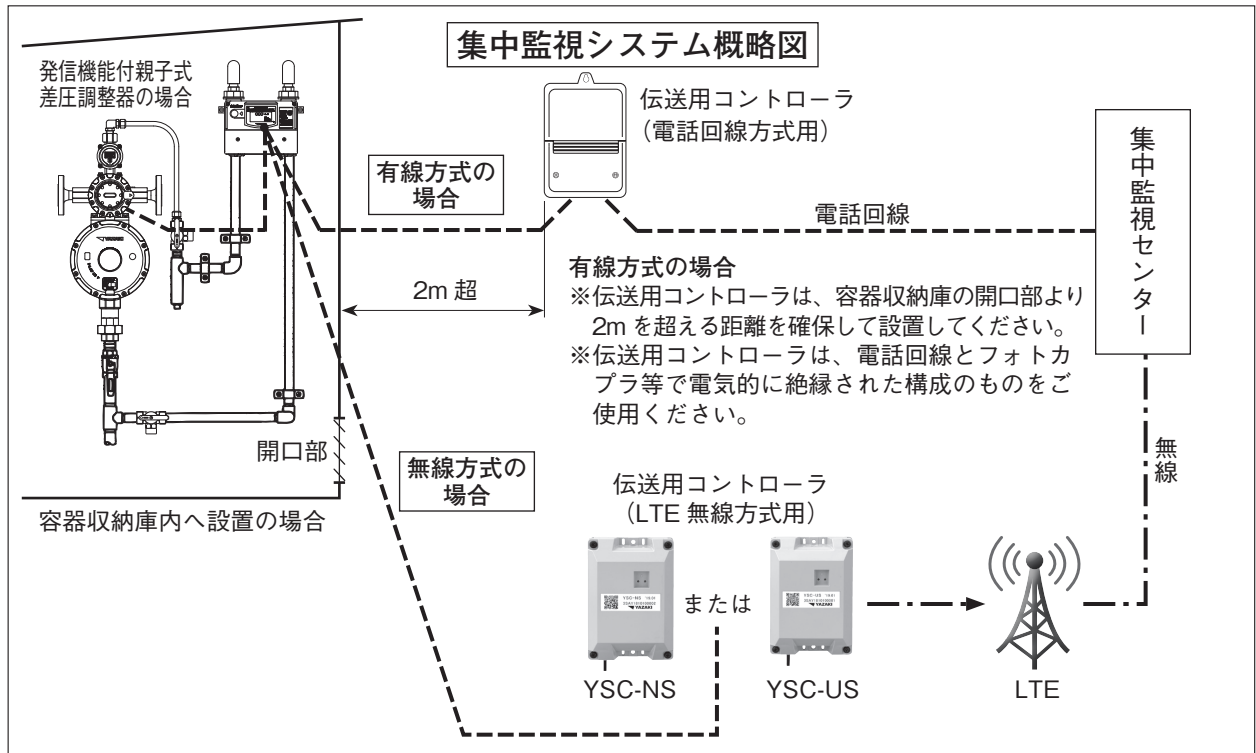 集中監視システム概略図
発信機能付親子式
差圧調整器の場合
伝送用コントローラ
（電話回線方式用）
集中監視センター
有線方式の
場合
電話回線
2m 超
有線方式の場合
※伝送用コントローラは、容器収納庫の開口部より
2m を超える距離を確保して設置してください。
※伝送用コントローラは、電話回線とフォトカ
プラ等で電気的に絶縁された構成のものをご
使用ください。
開口部
無線方式の
場合
無線
容器収納庫内へ設置の場合
伝送用コントローラ
（LTE 無線方式用）
YAZAKI
または
YAZAKI
YSC-NS
YSC-US
LTE